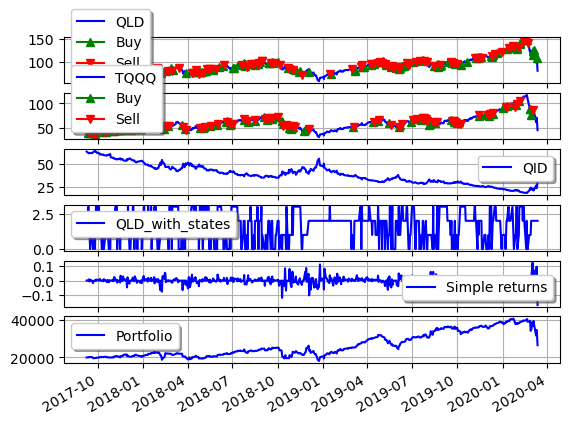 QLD
Buy
Sell
150
100
TQQQ
Buy
Sell
100
50
QID
50
25
QLD_with_states
2.5
0.0
Simple returns
0.1
0.0
−0.1
Portfolio
40000
20000
2017-10 2018-01 2018-04 2018-07 2018-10 2019-01 2019-04 2019-07 2019-10 2020-01 2020-04